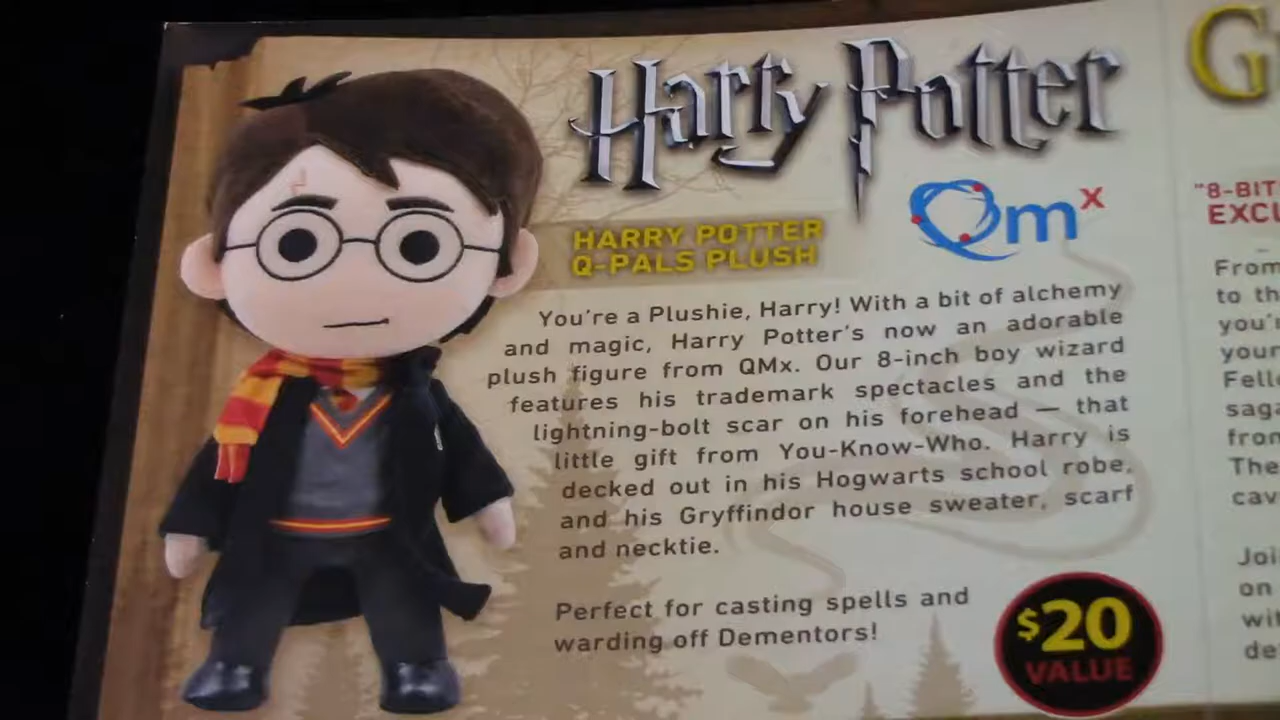 Harry Potter
Qmx
HARRY POTTER
Q-PALS PLUSH
You're a Plushie, Harry! With a bit of alchemy
and magic, Harry Potter's now an adorable
plush figure from QMx. Our 8-inch boy wizard
features his trademark spectacles and the
lightning-bolt scar on his forehead — that
little gift from You-Know-Who. Harry is
decked out in his Hogwarts school robe,
and his Gryffindor house sweater, scarf
and necktie.
Perfect for casting spells and
warding off Dementors!
$20
VALUE
G
"8-BIT
EXCL
From
to th
you'r
your
Fello
saga
from
The
cav
Joi
on
wit
de